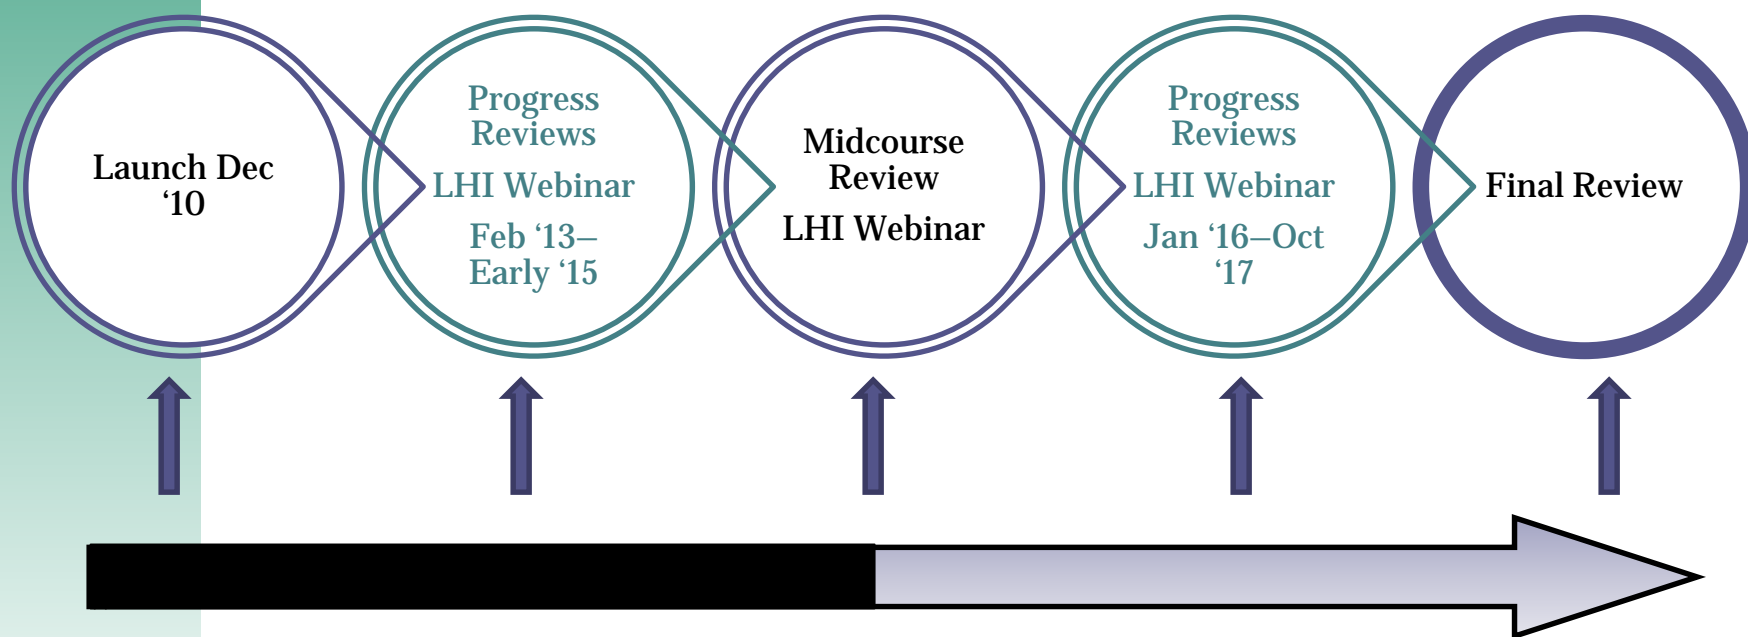 Launch Dec
‘10
Progress
Reviews
LHI Webinar
Feb ‘13–
Early ‘15
Midcourse
Review
LHI Webinar
Progress
Reviews
LHI Webinar
Jan ‘16–Oct
‘17
Final Review